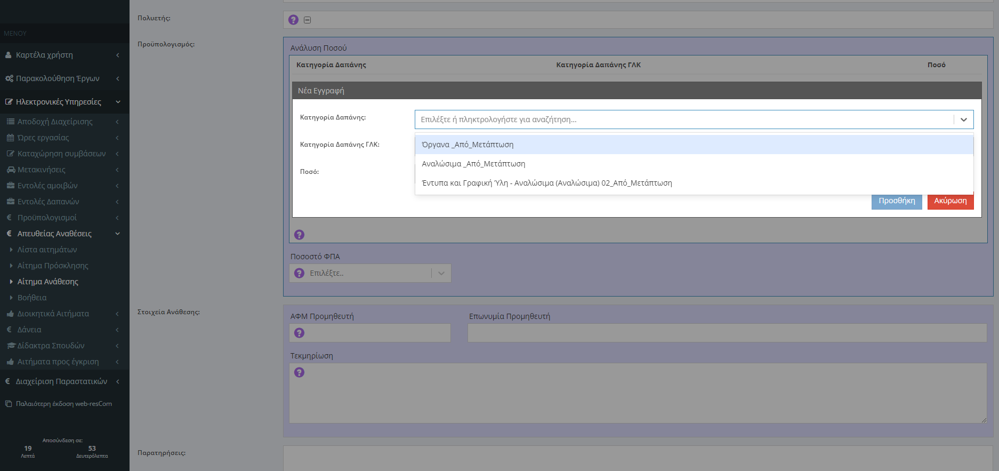 ΜΕΝΟΥ
Καρτέλα χρήστη
Παρακολούθηση Έργων
Ηλεκτρονικές Υπηρεσίες
Αποδοχή Διαχείρισης
Ώρες εργασίας
Καταχώρηση συμβάσεων
Μετακινήσεις
Εντολές αμοιβών
Εντολές Δαπανών
Προϋπολογισμοί
Απευθείας Αναθέσεις
Λίστα αιτημάτων
Αίτημα Πρόσκλησης
Αίτημα Ανάθεσης
Βοήθεια
Διοικητικά Αιτήματα
Δάνεια
Δίδακτρα Σπουδών
Αιτήματα προς έγκριση
Διαχείριση Παραστατικών
Παλαιότερη έκδοση web-resCom
Αποσύνδεση σε:
19 53
Λεπτά Δευτερόλεπτα
Πολυετής:
Προϋπολογισμός:
Ανάλυση Ποσού
Κατηγορία Δαπάνης Κατηγορία Δαπάνης ΓΛΚ Ποσό
Νέα Εγγραφή
Κατηγορία Δαπάνης: Επιλέξτε ή πληκτρολογήστε για αναζήτηση...
Κατηγορία Δαπάνης ΓΛΚ: Όργανα _Από_Μετάπτωση
Αναλώσιμα _Από_Μετάπτωση
Ποσό: Έντυπα και Γραφική Ύλη - Αναλώσιμα (Αναλώσιμα) 02_Από_Μετάπτωση
Προσθήκη Ακύρωση
Ποσοστό ΦΠΑ
Επιλέξτε..
Στοιχεία Ανάθεσης:
ΑΦΜ Προμηθευτή Επωνυμία Προμηθευτή
Τεκμηρίωση
Παρατηρήσεις: